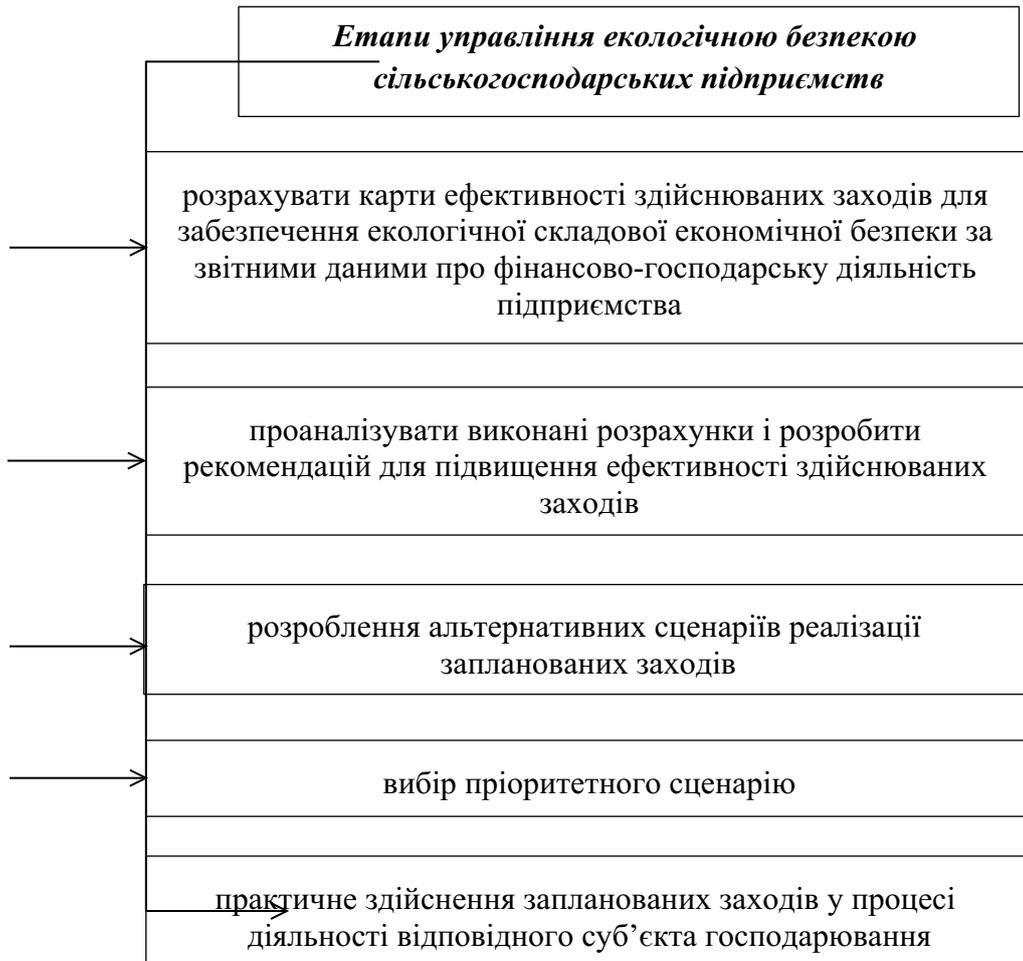 Етапи управління екологічною безпекою
сільськогосподарських підприємств
розрахувати карти ефективності здійснюваних заходів для
забезпечення екологічної складової економічної безпеки за
звітними даними про фінансово-господарську діяльність
підприємства
проаналізувати виконані розрахунки і розробити
рекомендацій для підвищення ефективності здійснюваних
заходів
розроблення альтернативних сценаріїв реалізації
запланованих заходів
вибір пріоритетного сценарію
практичне здійснення запланованих заходів у процесі
діяльності відповідного суб’єкта господарювання